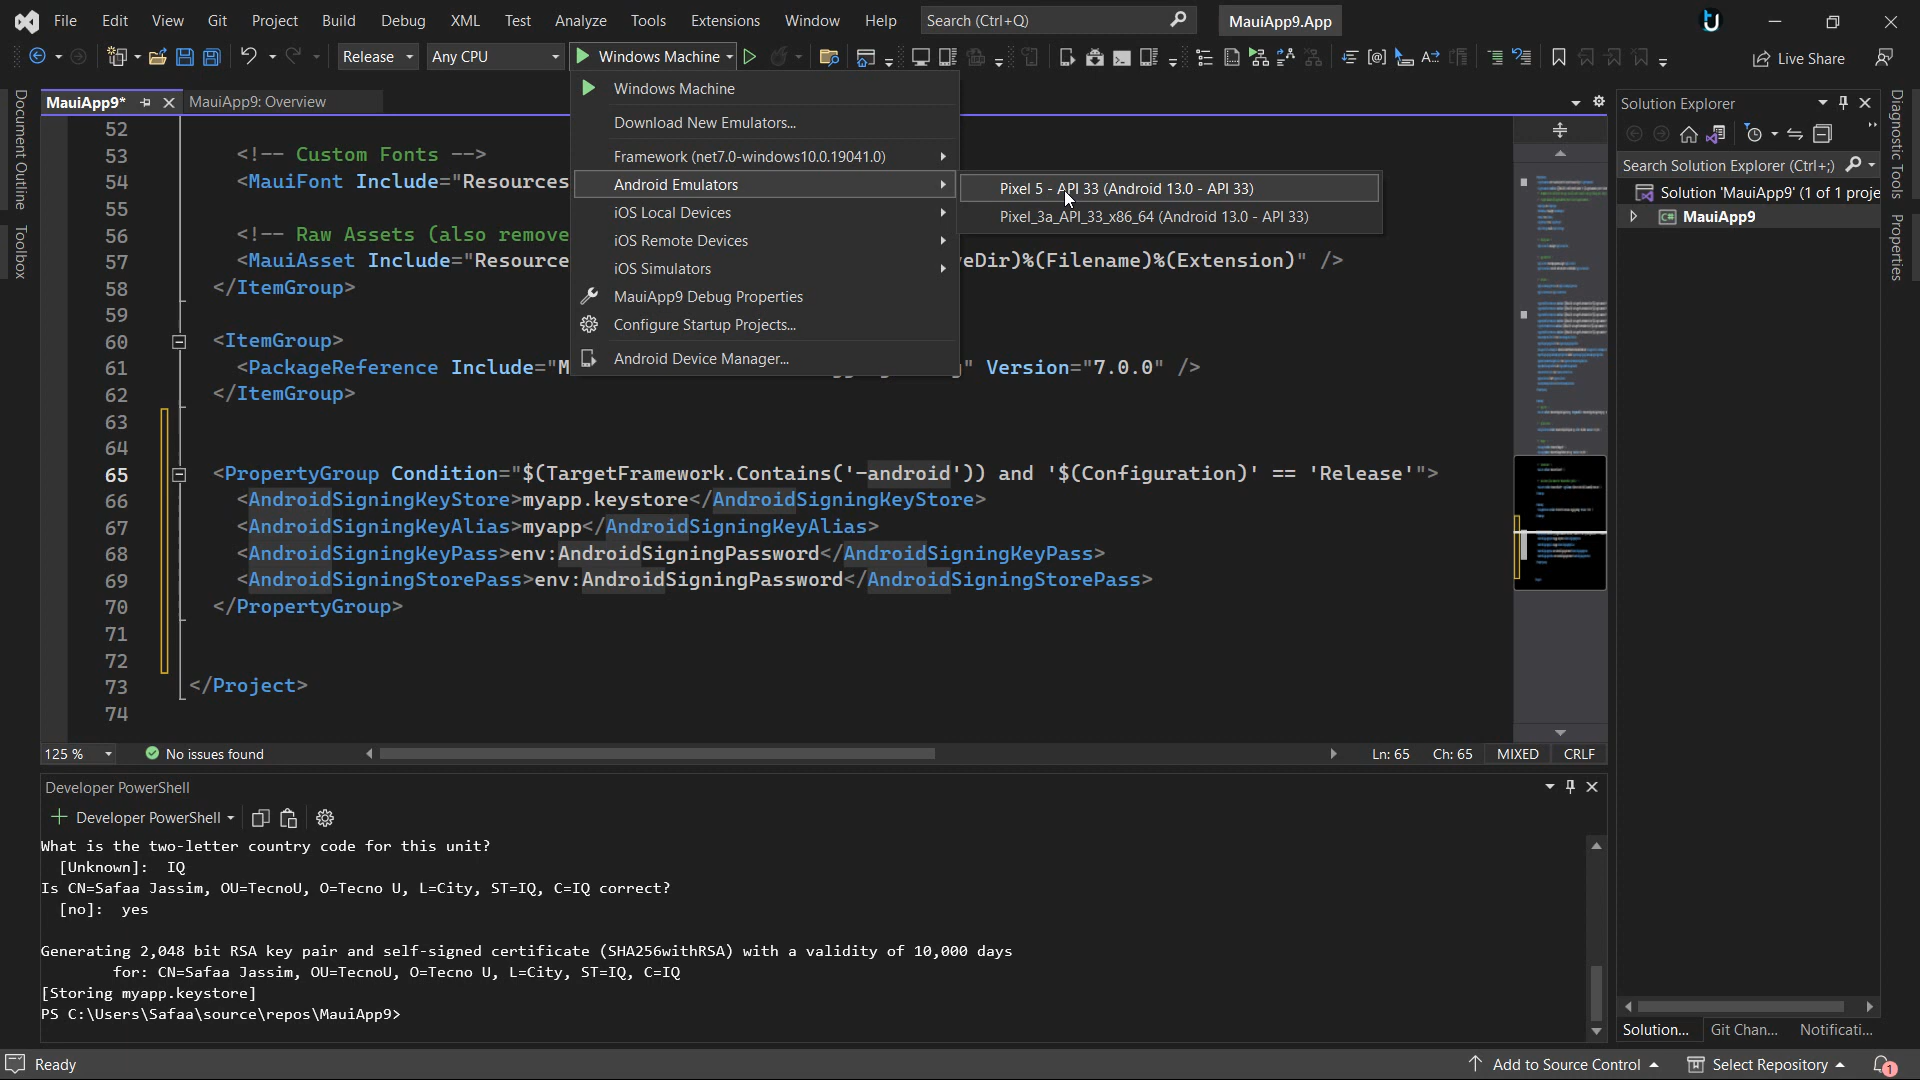 File Edit View Git Project Build Debug XML Test Analyze Tools Extensions Window Help Search (Ctrl+Q) MauiApp9.App
Release Any CPU Windows Machine Live Share
MauiApp9* MauiApp9: Overview
Windows Machine
Download New Emulators...
Framework (net7.0-windows10.0.19041.0)
Android Emulators
iOS Local Devices
iOS Remote Devices
iOS Simulators
MauiApp9 Debug Properties
Configure Startup Projects...
Android Device Manager...
Pixel 5 - API 33 (Android 13.0 - API 33)
Pixel_3a_API_33_x86_64 (Android 13.0 - API 33)
Document Outline
Toolbox
52
53 <!-- Custom Fonts -->
54 <MauiFont Include="Resources
55
56 <!-- Raw Assets (also remove
57 <MauiAsset Include="Resource eDir)%(Filename)%(Extension)" />
58 </ItemGroup>
59
60 <ItemGroup>
61 <PackageReference Include="M " Version="7.0.0" />
62 </ItemGroup>
63
64
65 <PropertyGroup Condition="$(TargetFramework.Contains('-android')) and '$(Configuration)' == 'Release'">
66 <AndroidSigningKeyStore>myapp.keystore</AndroidSigningKeyStore>
67 <AndroidSigningKeyAlias>myapp</AndroidSigningKeyAlias>
68 <AndroidSigningKeyPass>env:AndroidSigningPassword</AndroidSigningKeyPass>
69 <AndroidSigningStorePass>env:AndroidSigningPassword</AndroidSigningStorePass>
70 </PropertyGroup>
71
72
73 </Project>
74
125 % No issues found Ln: 65 Ch: 65 MIXED CRLF
Solution Explorer
Search Solution Explorer (Ctrl+;)
Solution 'MauiApp9' (1 of 1 proje
MauiApp9
Solution... Git Chan... Notificati...
Diagnostic Tools
Properties
Developer PowerShell
Developer PowerShell
What is the two-letter country code for this unit?
[Unknown]: IQ
Is CN=Safaa Jassim, OU=TecnoU, O=Tecno U, L=City, ST=IQ, C=IQ correct?
[no]: yes
Generating 2,048 bit RSA key pair and self-signed certificate (SHA256withRSA) with a validity of 10,000 days
for: CN=Safaa Jassim, OU=TecnoU, O=Tecno U, L=City, ST=IQ, C=IQ
[Storing myapp.keystore]
PS C:\Users\Safaa\source\repos\MauiApp9>
Ready Add to Source Control Select Repository 1